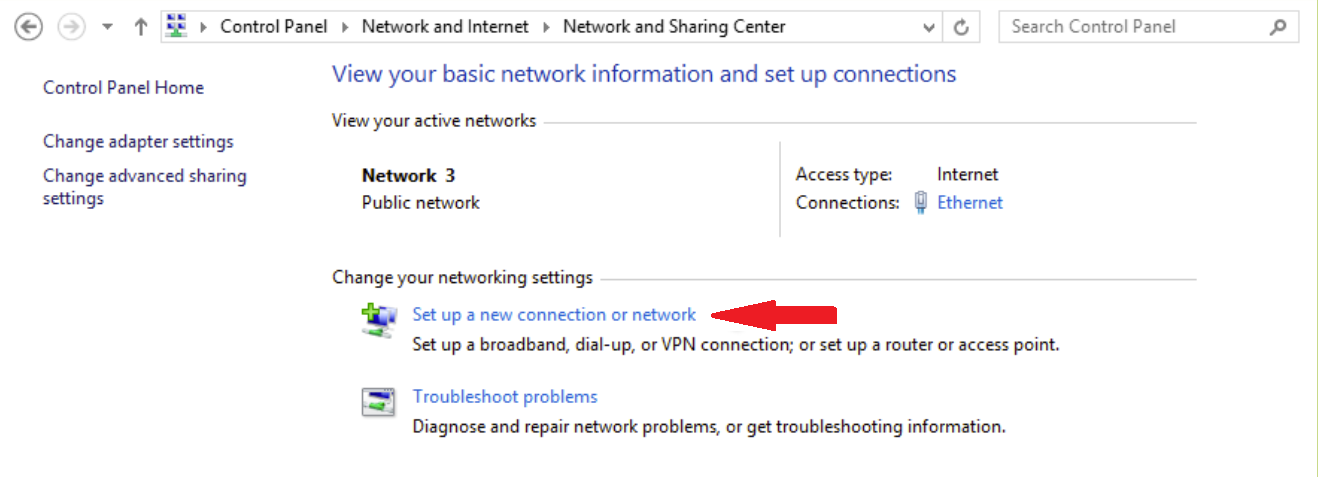 Control Panel Network and Internet Network and Sharing Center
Search Control Panel
Control Panel Home
Change adapter settings
Change advanced sharing
settings
View your basic network information and set up connections
View your active networks
Network 3
Public network
Access type: Internet
Connections: Ethernet
Change your networking settings
Set up a new connection or network
Set up a broadband, dial-up, or VPN connection; or set up a router or access point.
Troubleshoot problems
Diagnose and repair network problems, or get troubleshooting information.